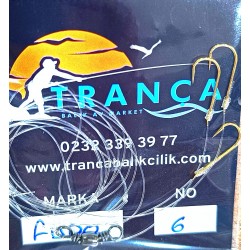 TRANCA
BALIK AV MARKET
0232 339 39 77
www.trancabalikcilik.com
MARKA NO
6